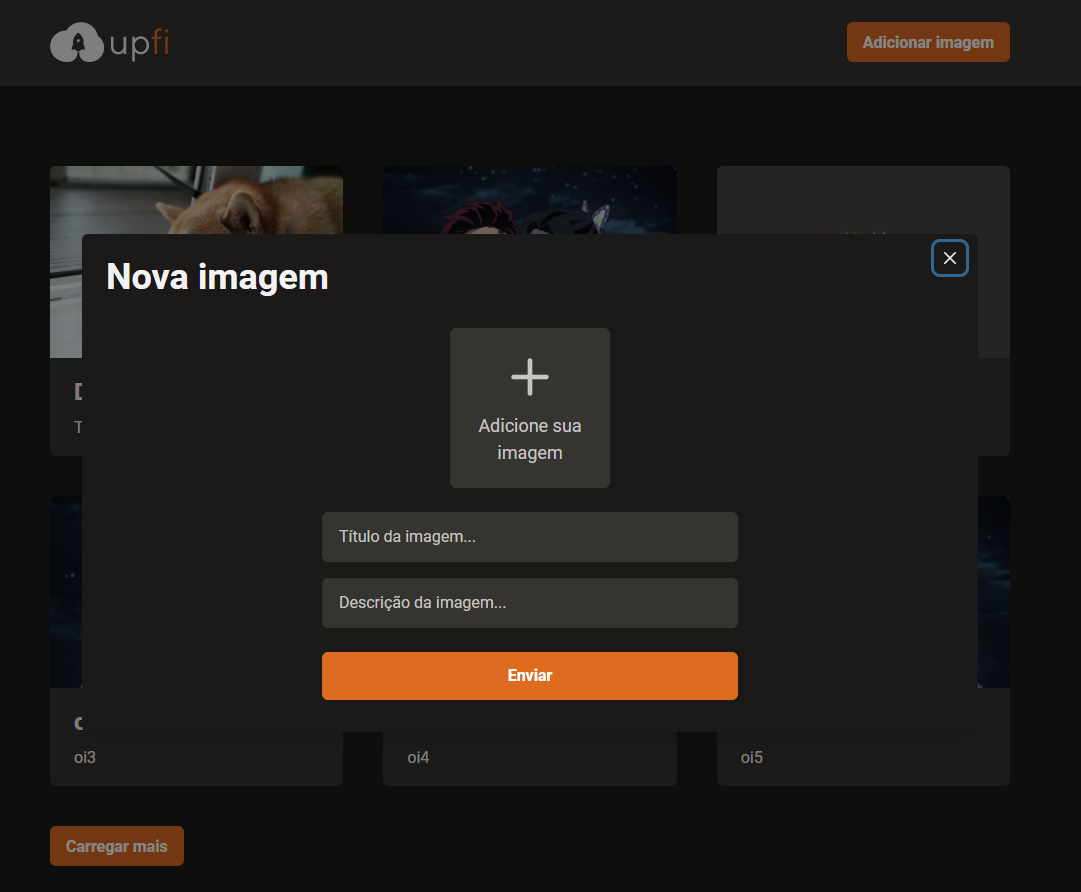 upfi
Adicionar imagem
Nova imagem
Adicione sua
imagem
Título da imagem...
Descrição da imagem...
Enviar
oi3
oi4
oi5
Carregar mais